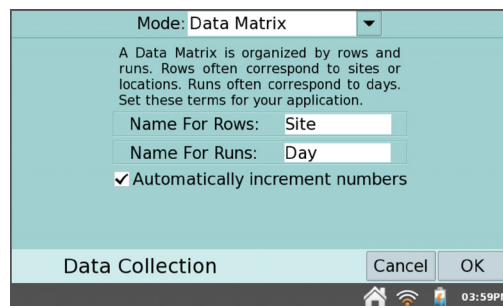 Mode: Data Matrix
A Data Matrix is organized by rows and
runs. Rows often correspond to sites or
locations. Runs often correspond to days.
Set these terms for your application.
Name For Rows: Site
Name For Runs: Day
Automatically increment numbers
Data Collection Cancel OK